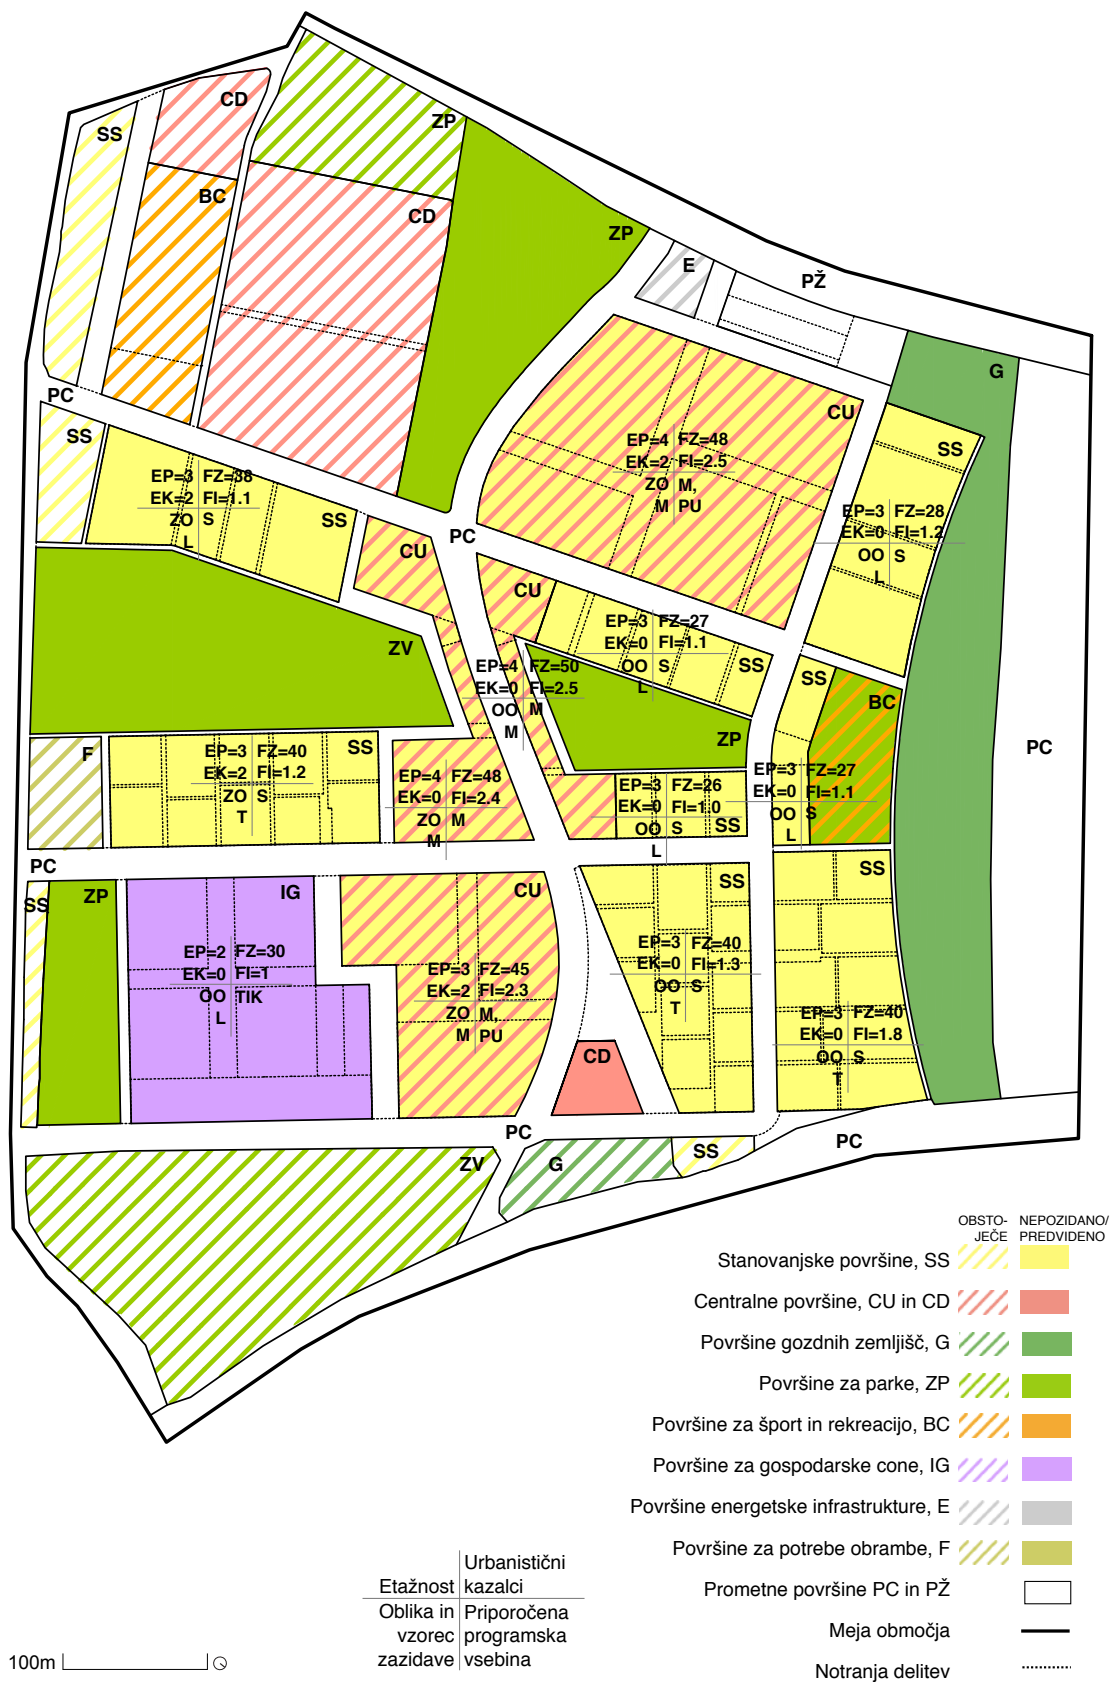 CD
ZP
SS
BC
CD
ZP
E
PŽ
G
PC
SS
CU
SS
EP=4 FZ=48
EK=2 FI=2.5
ZO M,
M PU
EP=3 FZ=38
EK=2 FI=1.1
ZO S
L
SS
EP=3 FZ=28
EK=0 FI=1.2
OO S
L
CU
PC
CU
EP=3 FZ=27
EK=0 FI=1.1
OO S
L
SS
ZV
EP=4 FZ=50
EK=0 FI=2.5
OO M
M
SS
BC
ZP
PC
F
EP=3 FZ=40
EK=2 FI=1.2
ZO S
T
SS
EP=4 FZ=48
EK=0 FI=2.4
ZO M
M
EP=3 FZ=26
EK=0 FI=1.0
OO S
L
SS
EP=3 FZ=27
EK=0 FI=1.1
OO S
L
PC
SS
ZP
IG
CU
SS
SS
EP=2 FZ=30
EK=0 FI=1
OO TIK
L
EP=3 FZ=45
EK=2 FI=2.3
ZO M,
M PU
EP=3 FZ=40
EK=0 FI=1.3
OO S
T
EP=3 FZ=40
EK=0 FI=1.8
OO S
T
CD
PC
PC
ZV
G
SS
OBSTO-
JEČE
NEPOZIDANO/
PREDVIDENO
Stanovanjske površine, SS
Centralne površine, CU in CD
Površine gozdnih zemljišč, G
Površine za parke, ZP
Površine za šport in rekreacijo, BC
Površine za gospodarske cone, IG
Površine energetske infrastrukture, E
Površine za potrebe obrambe, F
Prometne površine PC in PŽ
Meja območja
Notranja delitev
Etažnost
Urbanistični
kazalci
Oblika in
vzorec
zazidave
Priporočena
programska
vsebina
100m